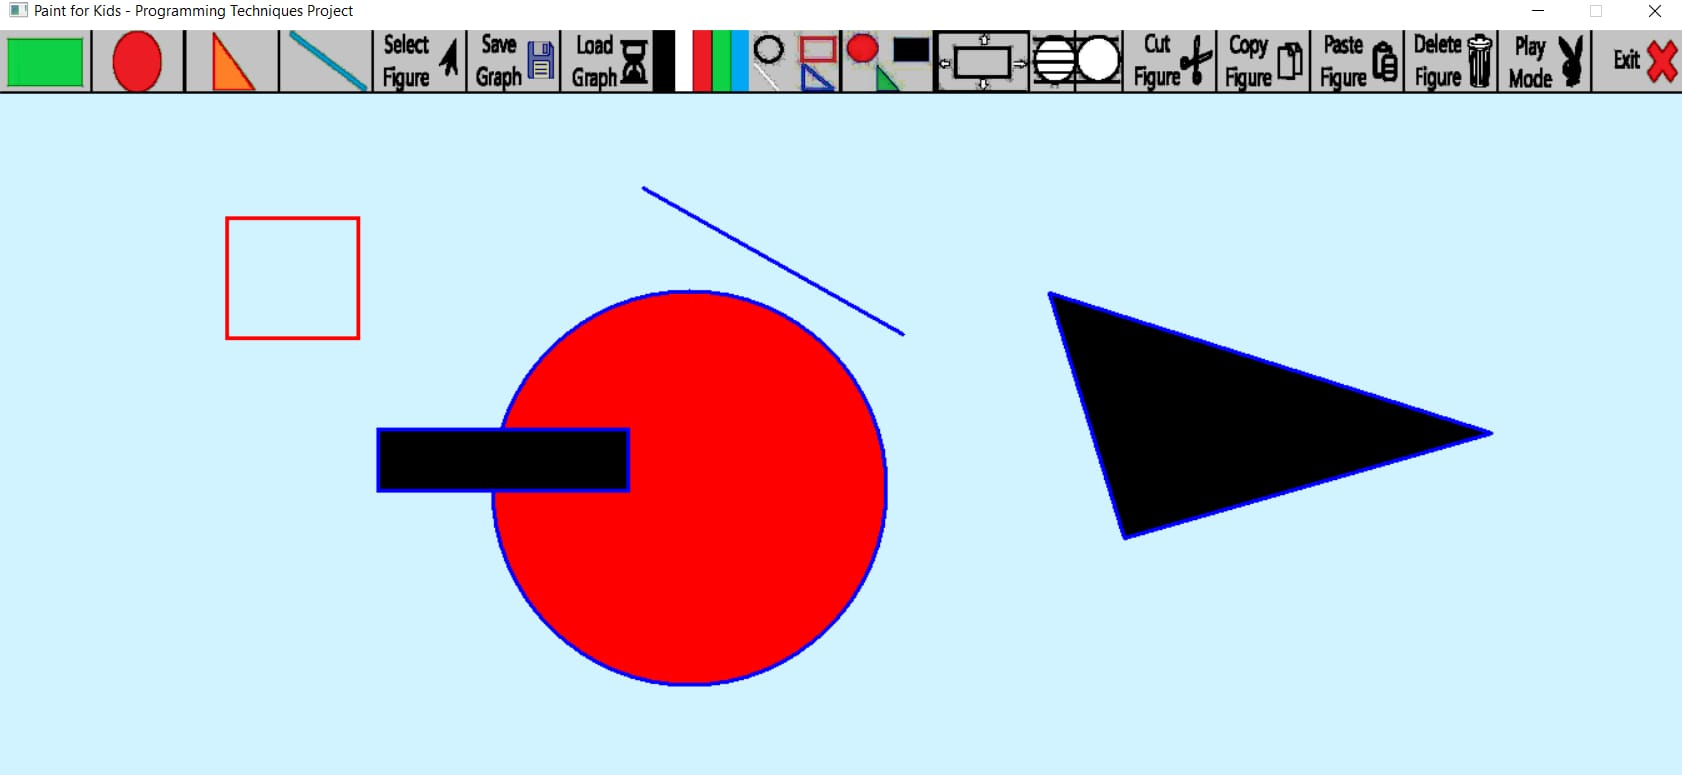 Paint for Kids - Programming Techniques Project
Select
Figure
Save
Graph
Load
Graph
Cut
Figure
Copy
Figure
Paste
Figure
Delete
Figure
Play
Mode
Exit